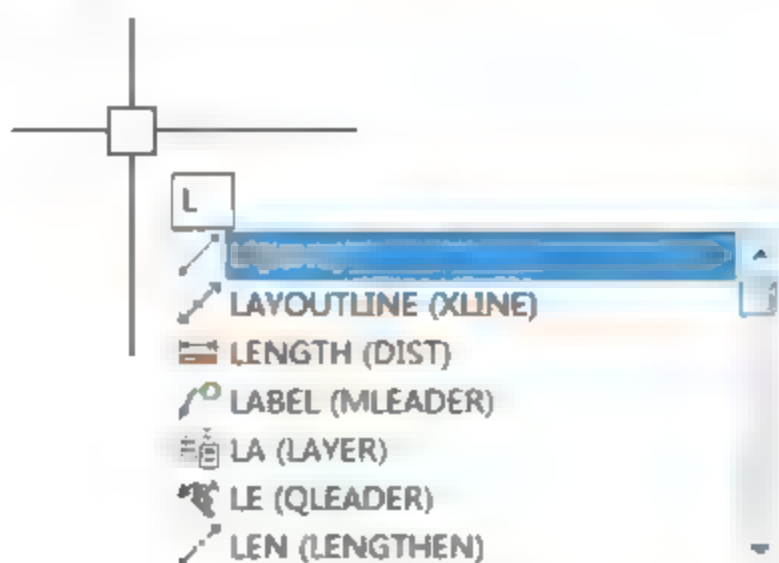 L
LAYOUTLINE (XLINE)
LENGTH (DIST)
LABEL (MLEADER)
LA (LAYER)
LE (QLEADER)
LEN (LENGTHEN)